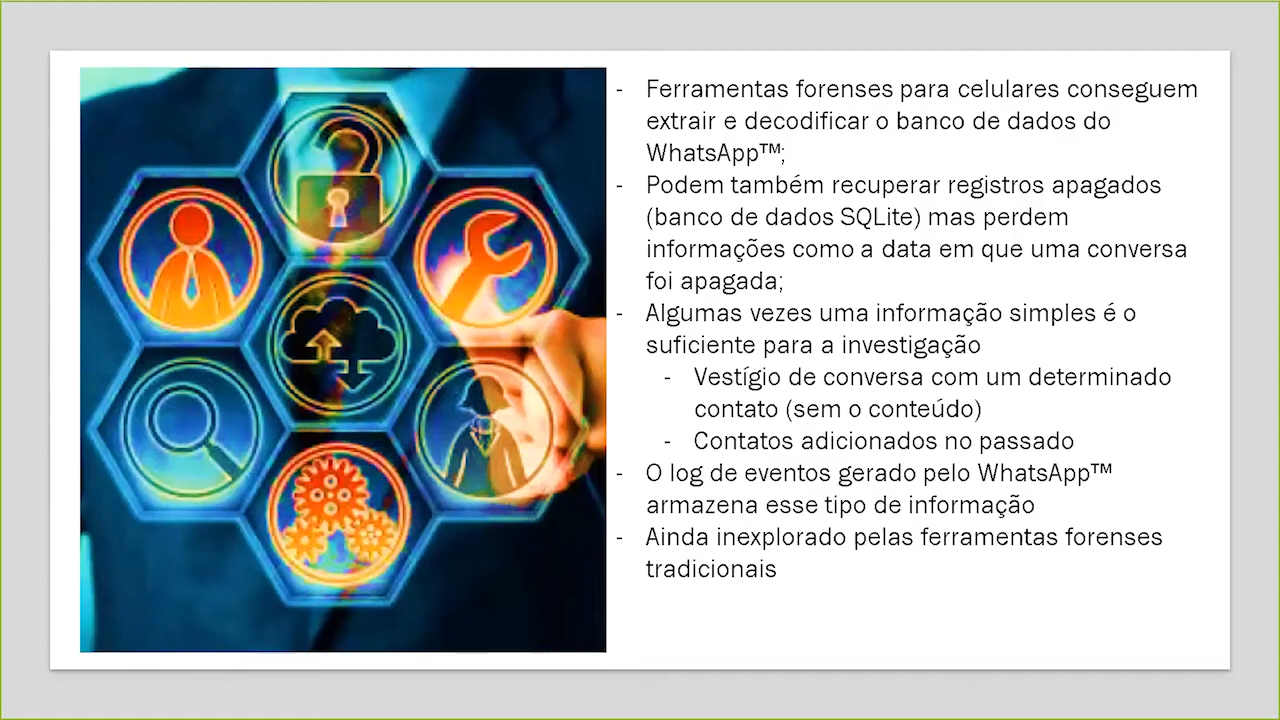 - Ferramentas forenses para celulares conseguem
extrair e decodificar o banco de dados do
WhatsApp™;
- Podem também recuperar registros apagados
(banco de dados SQLite) mas perdem
informações como a data em que uma conversa
foi apagada;
- Algumas vezes uma informação simples é o
suficiente para a investigação
- Vestígio de conversa com um determinado
contato (sem o conteúdo)
- Contatos adicionados no passado
- O log de eventos gerado pelo WhatsApp™
armazena esse tipo de informação
- Ainda inexplorado pelas ferramentas forenses
tradicionais